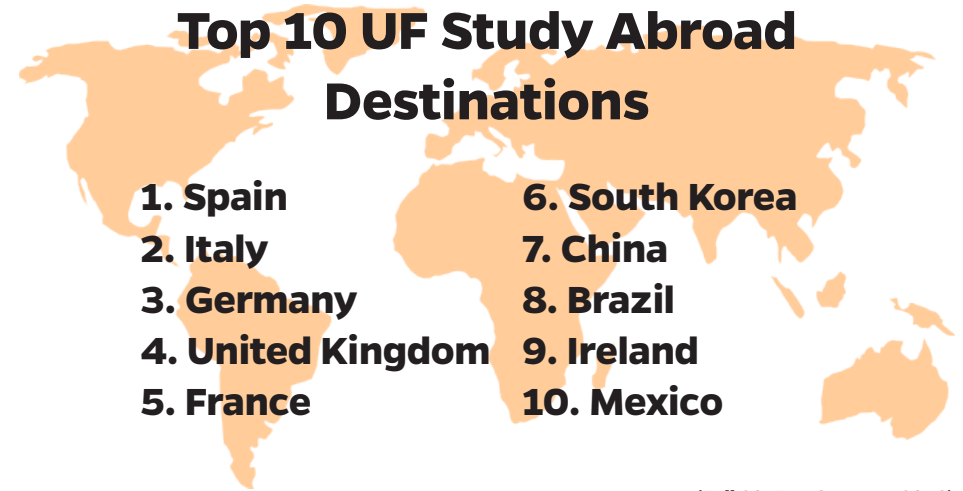 Top 10 UF Study Abroad
Destinations
1. Spain
2. Italy
3. Germany
4. United Kingdom
5. France
6. South Korea
7. China
8. Brazil
9. Ireland
10. Mexico